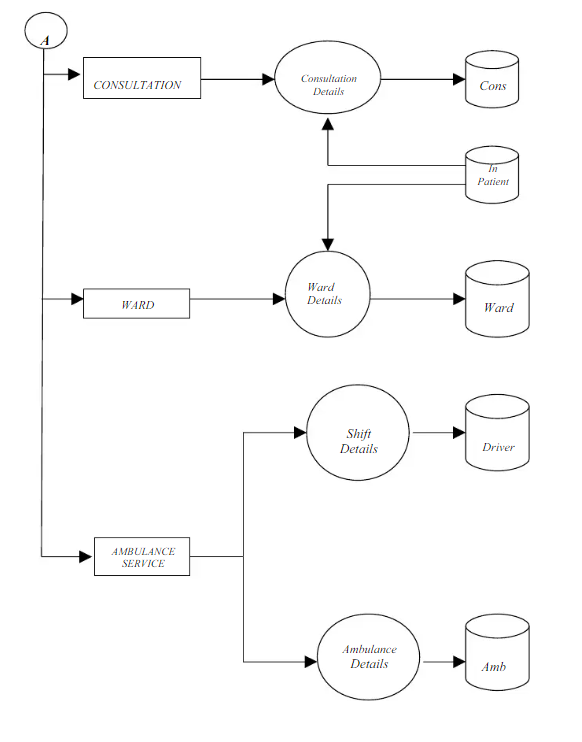 A
CONSULTATION
Consultation
Details
Cons
In
Patient
WARD
Ward
Details
Ward
Shift
Details
Driver
AMBULANCE
SERVICE
Ambulance
Details
Amb